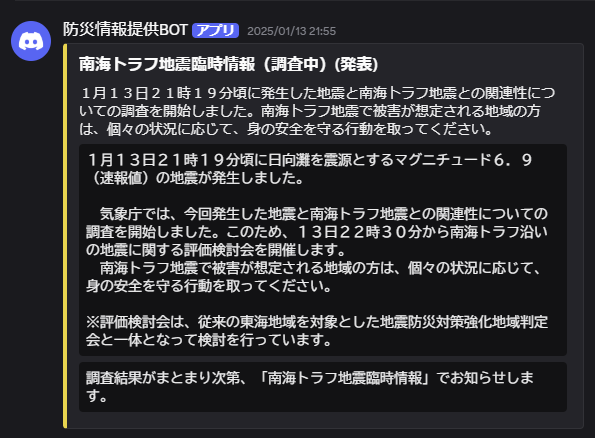 防災情報提供BOT アプリ 2025/01/13 21:55
南海トラフ地震臨時情報（調査中）(発表)
１月１３日２１時１９分頃に発生した地震と南海トラフ地震との関連性につ
いての調査を開始しました。南海トラフ地震で被害が想定される地域の方
は、個々の状況に応じて、身の安全を守る行動を取ってください。
１月１３日２１時１９分頃に日向灘を震源とするマグニチュード６．９
（速報値）の地震が発生しました。
　気象庁では、今回発生した地震と南海トラフ地震との関連性についての
調査を開始しました。このため、１３日２２時３０分から南海トラフ沿い
の地震に関する評価検討会を開催します。
　南海トラフ地震で被害が想定される地域の方は、個々の状況に応じて、
身の安全を守る行動を取ってください。
※評価検討会は、従来の東海地域を対象とした地震防災対策強化地域判定
会と一体となって検討を行っています。
調査結果がまとまり次第、「南海トラフ地震臨時情報」でお知らせしま
す。